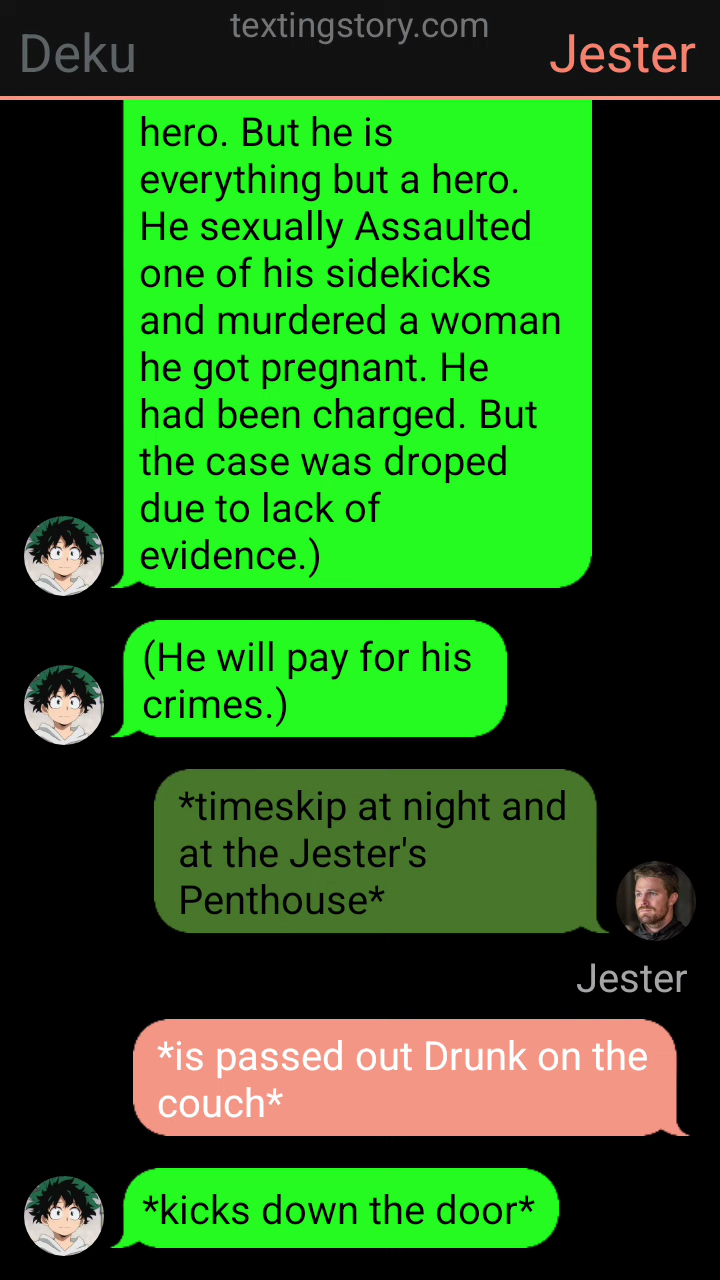 textingstory.com
Deku
Jester
hero. But he is
everything but a hero.
He sexually Assaulted
one of his sidekicks
and murdered a woman
he got pregnant. He
had been charged. But
the case was droped
due to lack of
evidence.)
(He will pay for his
crimes.)
*timeskip at night and
at the Jester's
Penthouse*
Jester
*is passed out Drunk on the
couch*
*kicks down the door*